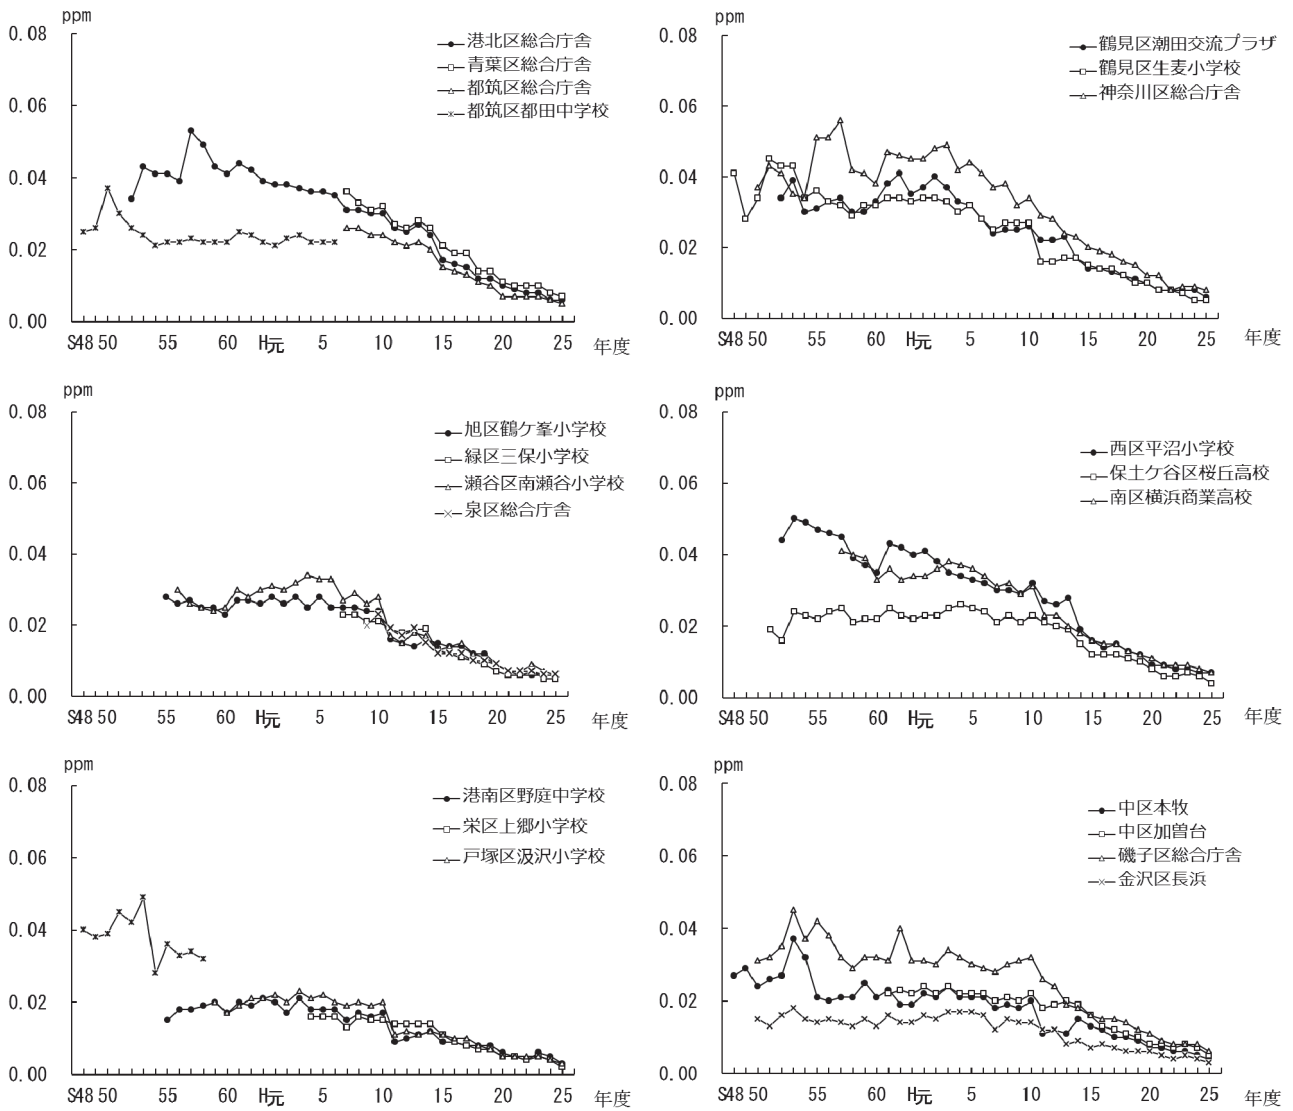 ppm
0.08
0.06
0.04
0.02
0.00
港北区総合庁舎
青葉区総合庁舎
都筑区総合庁舎
都筑区都田中学校
S48 50 55 60 H元 5 10 15 20 25 年度
ppm
0.08
0.06
0.04
0.02
0.00
鶴見区潮田交流プラザ
鶴見区生麦小学校
神奈川区総合庁舎
S48 50 55 60 H元 5 10 15 20 25 年度
ppm
0.08
0.06
0.04
0.02
0.00
旭区鶴ケ峯小学校
緑区三保小学校
瀬谷区南瀬谷小学校
泉区総合庁舎
S48 50 55 60 H元 5 10 15 20 25 年度
ppm
0.08
0.06
0.04
0.02
0.00
西区平沼小学校
保土ケ谷区桜丘高校
南区横浜商業高校
S48 50 55 60 H元 5 10 15 20 25 年度
ppm
0.08
0.06
0.04
0.02
0.00
港南区野庭中学校
栄区上郷小学校
戸塚区汲沢小学校
S48 50 55 60 H元 5 10 15 20 25 年度
ppm
0.08
0.06
0.04
0.02
0.00
中区本牧
中区加曽台
磯子区総合庁舎
金沢区長浜
S48 50 55 60 H元 5 10 15 20 25 年度